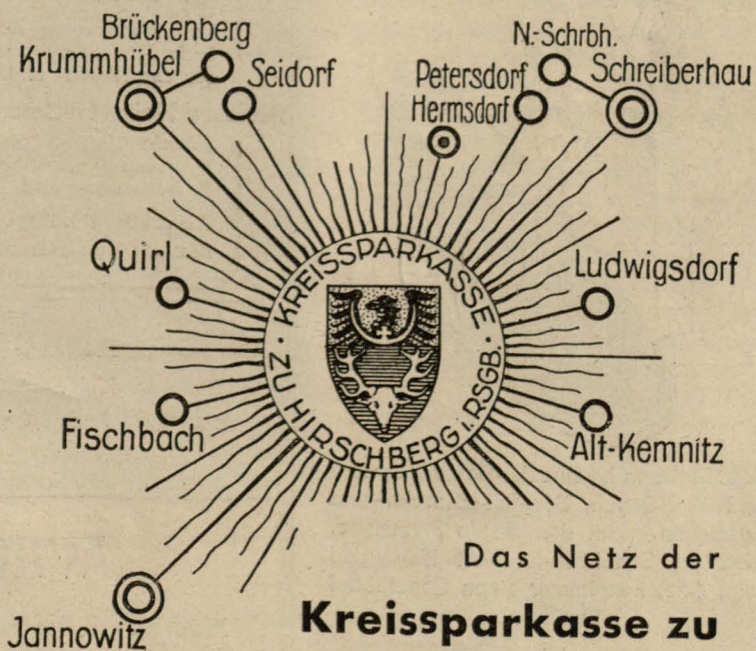 Brückenberg
Krummhübel
Seidorf
N.-Schrbh.
Petersdorf
Schreiberhau
Hermsdorf
Quirl
Ludwigsdorf
· KREISSPARKASSE ·
ZU HIRSCHBERG i. RSGB.
Fischbach
Alt-Kemnitz
Jannowitz
Das Netz der
Kreissparkasse zu